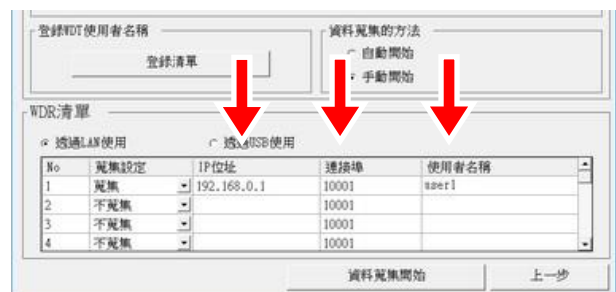 登錄WDT使用者名稱
資料蒐集的方法
登錄清單
自動開始
手動開始
WDR清單
透過LAN使用
透過USB使用
No 蒐集設定 IP位址 連接埠 使用者名稱
1 蒐集 192.168.0.1 10001 user1
2 不蒐集 10001
3 不蒐集 10001
4 不蒐集 10001
資料蒐集開始 上一步